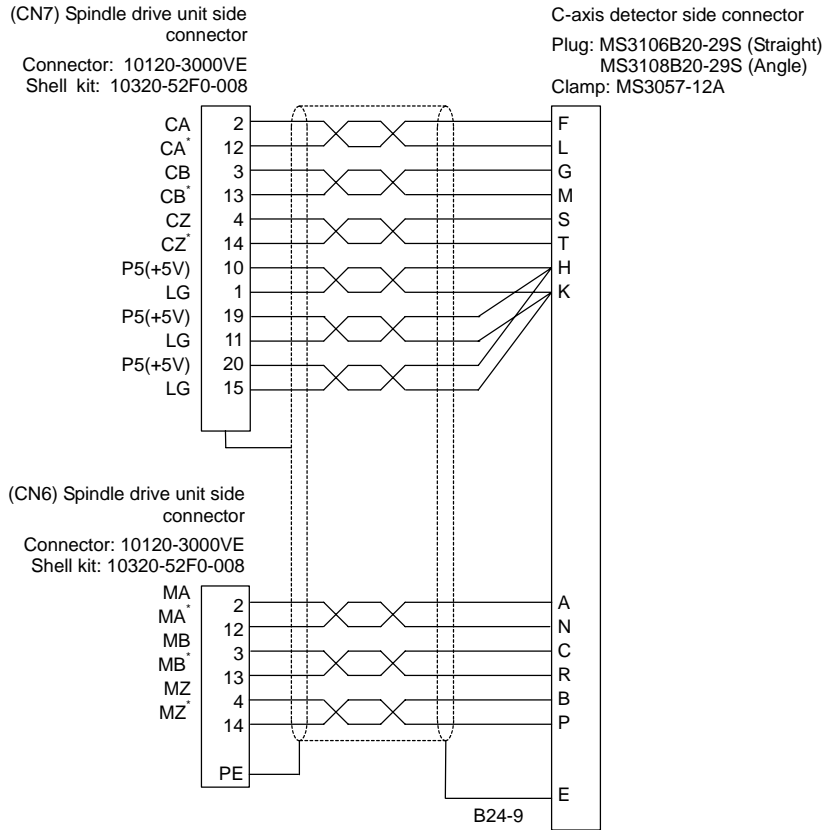 (CN7) Spindle drive unit side
connector
Connector: 10120-3000VE
Shell kit: 10320-52F0-008
C-axis detector side connector
Plug: MS3106B20-29S (Straight)
MS3108B20-29S (Angle)
Clamp: MS3057-12A
CA 2 F
CA* 12 L
CB 3 G
CB* 13 M
CZ 4 S
CZ* 14 T
P5(+5V) 10 H
LG 1 K
P5(+5V) 19
LG 11
P5(+5V) 20
LG 15
(CN6) Spindle drive unit side
connector
Connector: 10120-3000VE
Shell kit: 10320-52F0-008
MA 2 A
MA* 12 N
MB 3 C
MB* 13 R
MZ 4 B
MZ* 14 P
PE
E
B24-9